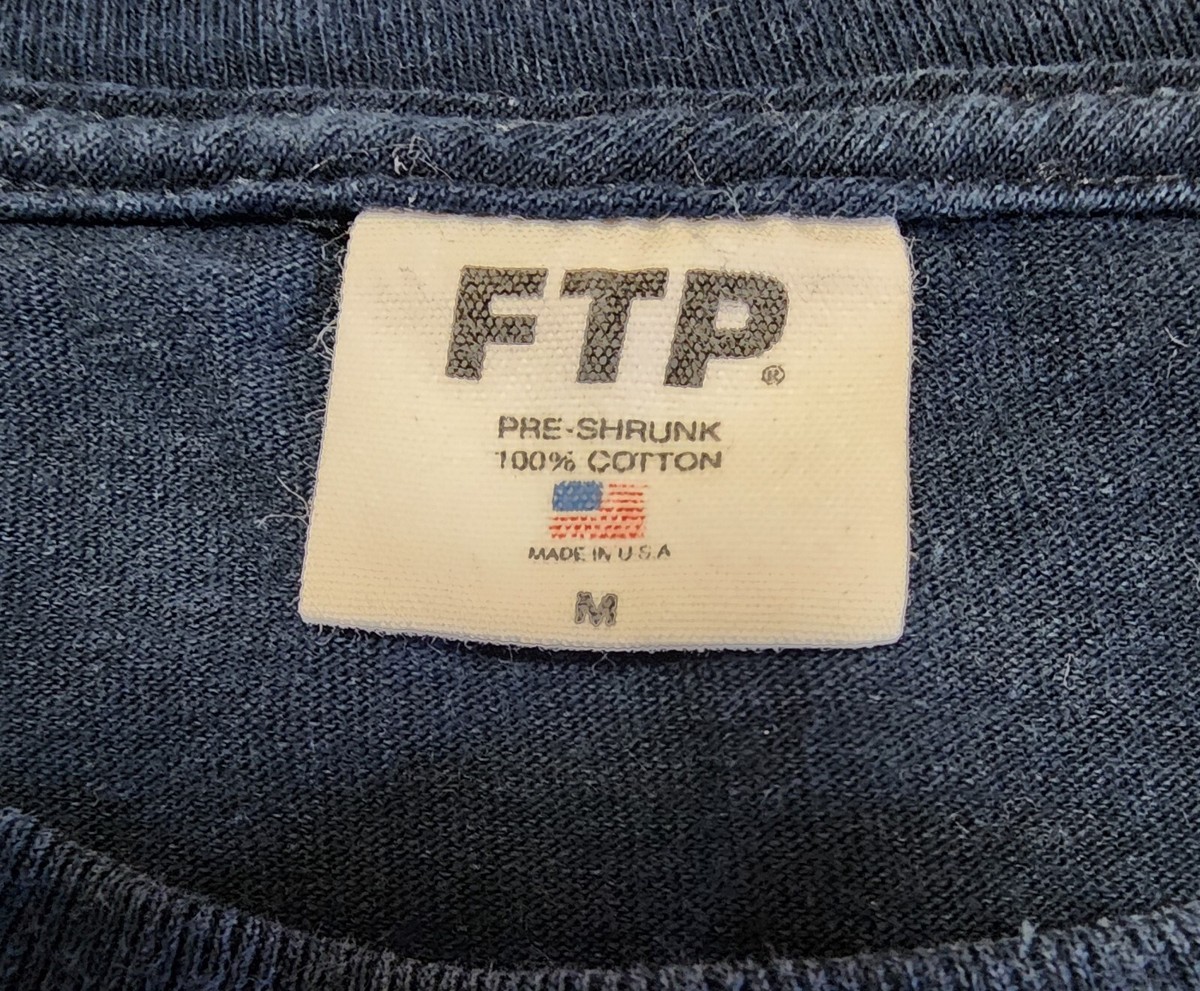 FTP®
PRE-SHRUNK
100% COTTON
MADE IN U.S.A
M